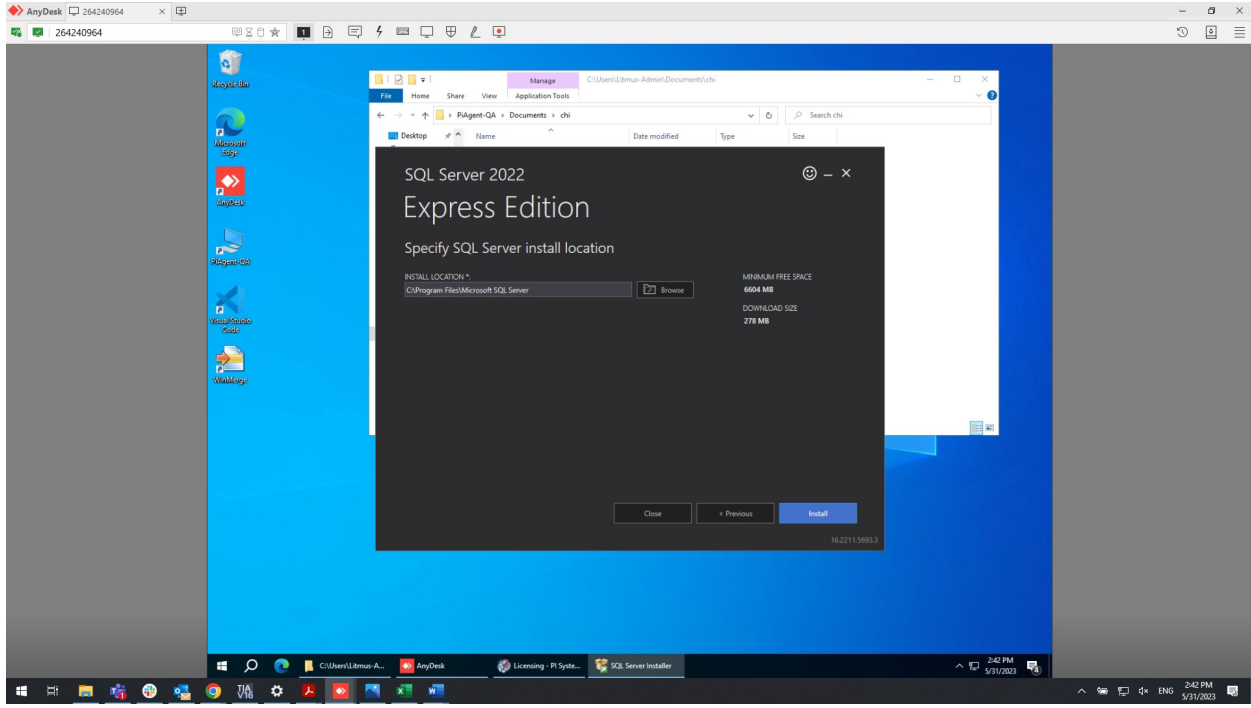 AnyDesk 264240964
264240964
1
Recycle Bin
Manage C:\Users\Litmus-Admin\Documents\chi
File Home Share View Application Tools
PiAgent-QA › Documents › chi
Search chi
Desktop Name Date modified Type Size
Microsoft
Edge
AnyDesk
PiAgent-QA
Visual Studio
Code
WinMerge
SQL Server 2022
Express Edition
Specify SQL Server install location
INSTALL LOCATION *:
C:\Program Files\Microsoft SQL Server
Browse
MINIMUM FREE SPACE
6604 MB
DOWNLOAD SIZE
278 MB
Close
< Previous
Install
16.2211.5693.3
C:\Users\Litmus-A...
AnyDesk
Licensing - PI Syste...
SQL Server Installer
2:42 PM
5/31/2023
4
ENG
2:42 PM
5/31/2023